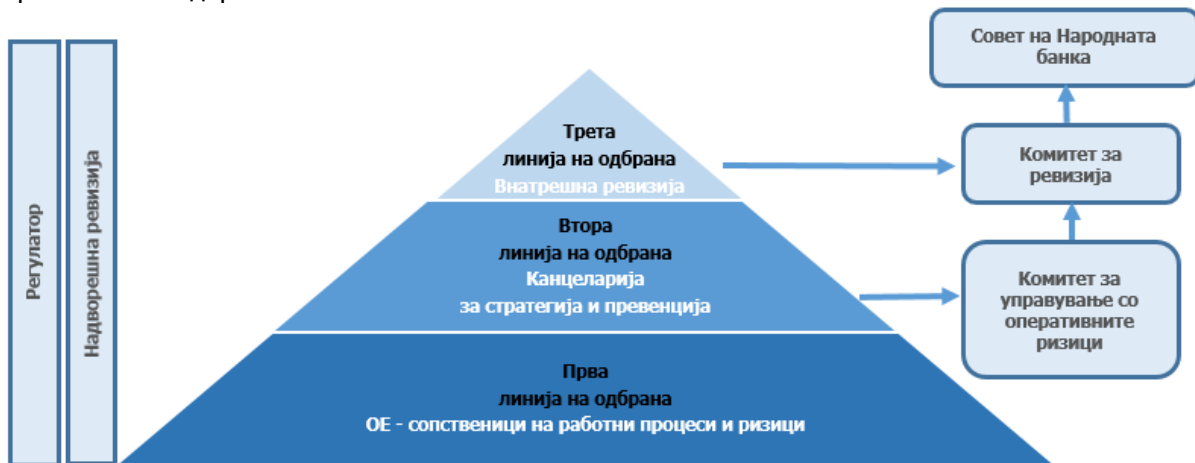 Регулатор
Надворешна ревизија
Трета
линија на одбрана
Внатрешна ревизија
Втора
линија на одбрана
Канцеларија
за стратегија и превенција
Прва
линија на одбрана
ОЕ - сопственици на работни процеси и ризици
Совет на Народната
банка
Комитет за
ревизија
Комитет за
управување со
оперативните
ризици